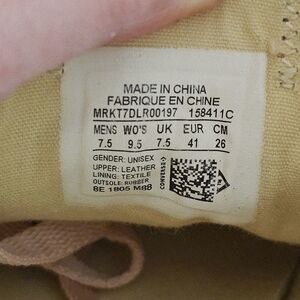 MADE IN CHINA
FABRIQUE EN CHINE
MRKT7DLR00197 158411C
MENS WO'S UK EUR CM
7.5 9.5 7.5 41 26
GENDER: UNISEX
UPPER: LEATHER
LINING: TEXTILE
OUTSOLE: RUBBER
8E 1805 M88
CONVERSE